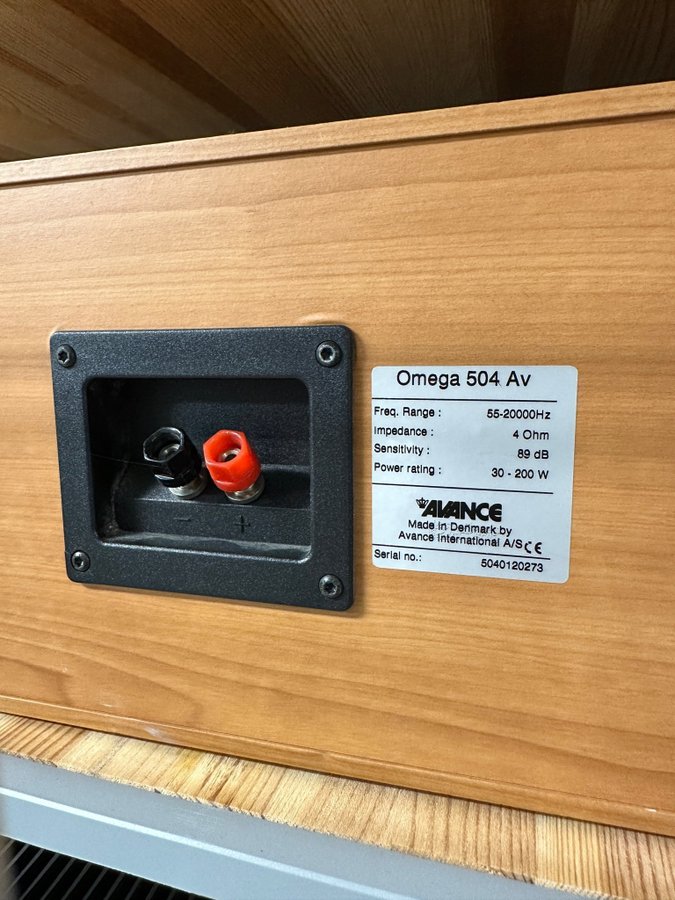 Omega 504 Av
Freq. Range : 55-20000Hz
Impedance : 4 Ohm
Sensitivity : 89 dB
Power rating : 30 - 200 W
AVANCE
Made in Denmark by
Avance International A/S CE
Serial no.: 5040120273
- +